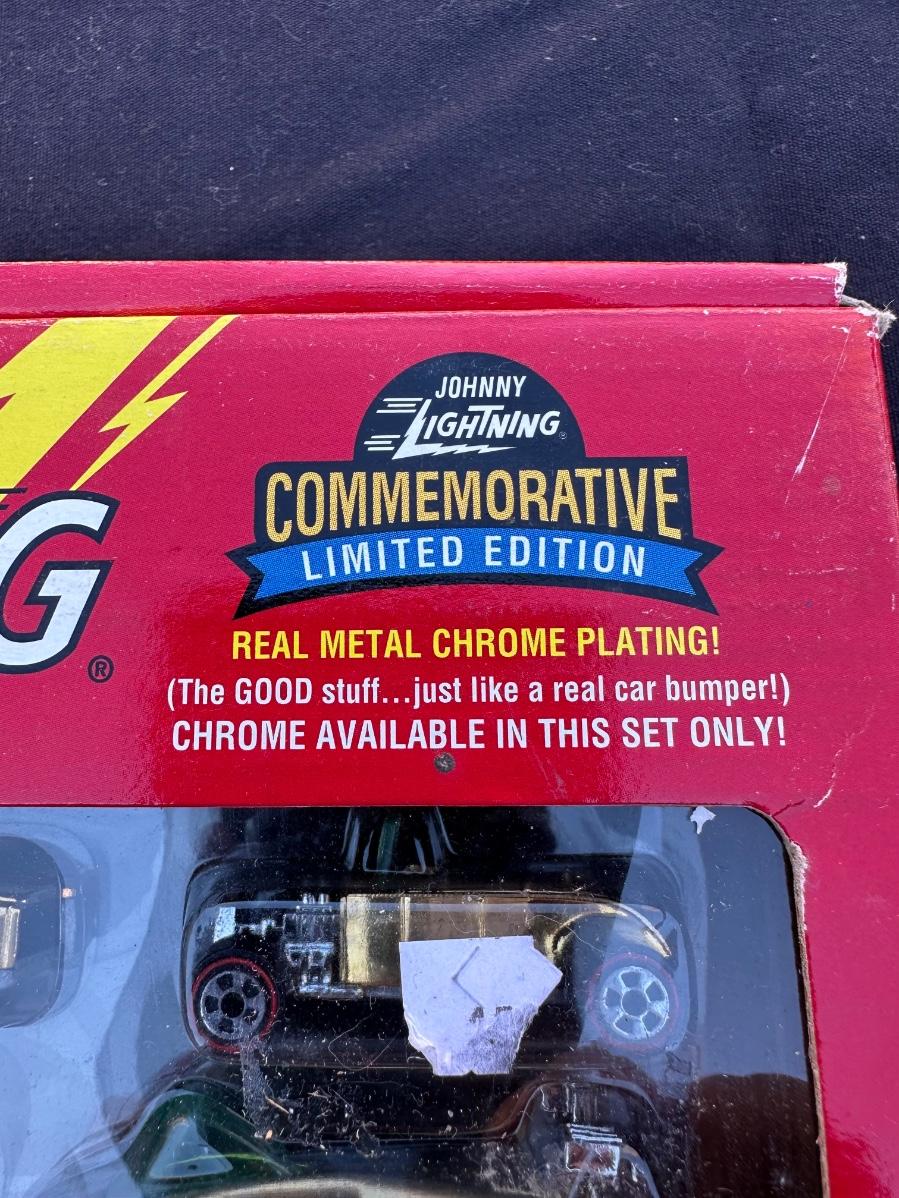 JOHNNY
LIGHTNING®
COMMEMORATIVE
LIMITED EDITION
G®
REAL METAL CHROME PLATING!
(The GOOD stuff...just like a real car bumper!)
CHROME AVAILABLE IN THIS SET ONLY!